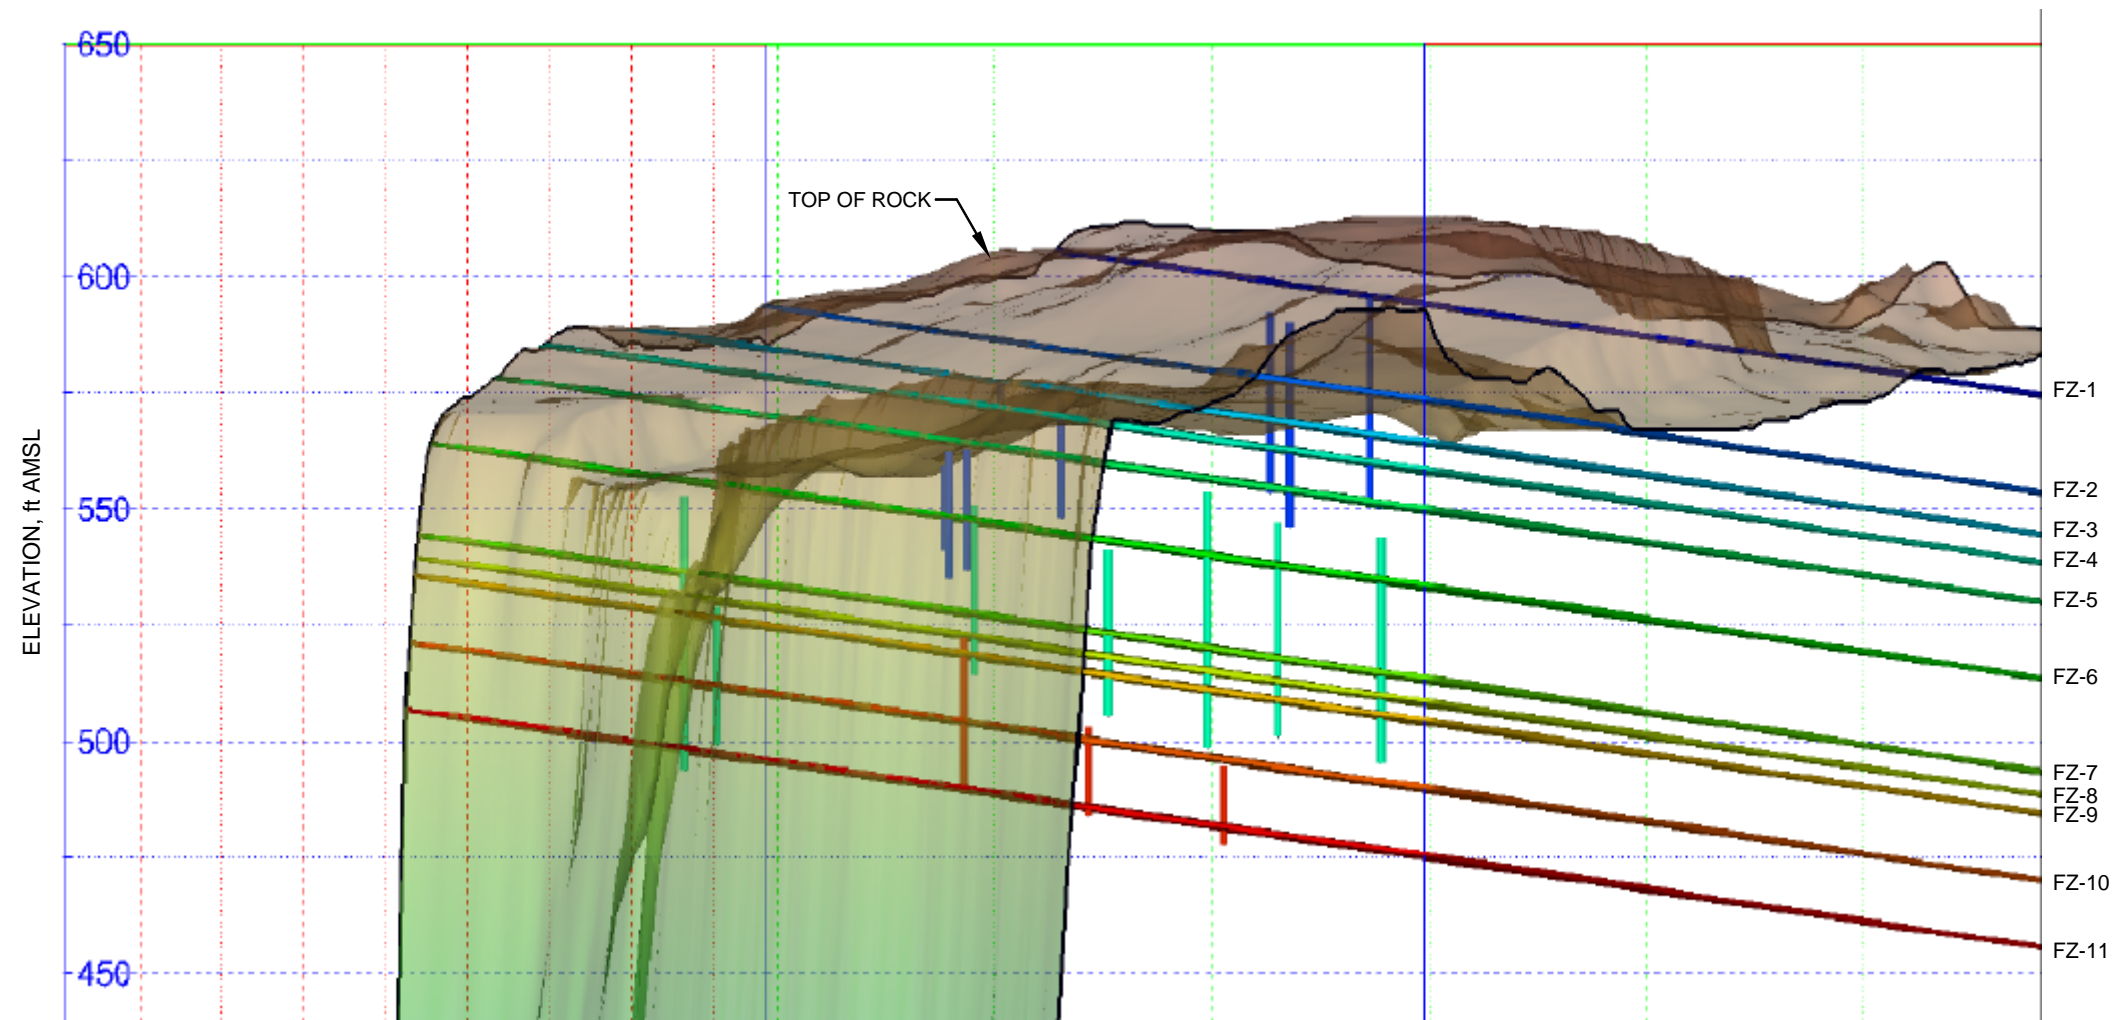 650
TOP OF ROCK
600
FZ-1
ELEVATION, ft AMSL
FZ-2
550
FZ-3
FZ-4
FZ-5
FZ-6
500
FZ-7
FZ-8
FZ-9
FZ-10
FZ-11
450